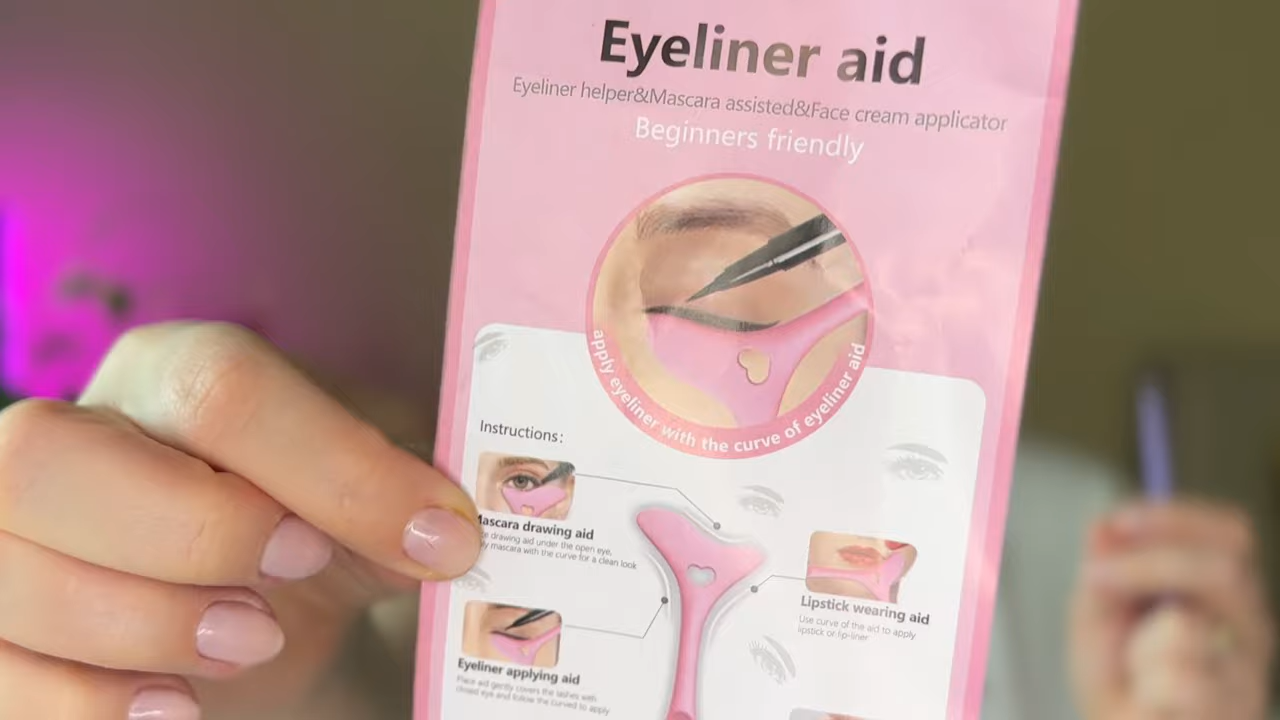 Eyeliner aid
Eyeliner helper&Mascara assisted&Face cream applicator
Beginners friendly
apply eyeliner with the curve of eyeliner aid
Instructions:
Mascara drawing aid
drawing aid under the open eye,
mascara with the curve for a clean look
Lipstick wearing aid
Use curve of the aid to apply
lipstick or lip-liner
Eyeliner applying aid
Place aid gently covers the lashes with
closed eye and follow the curved to apply